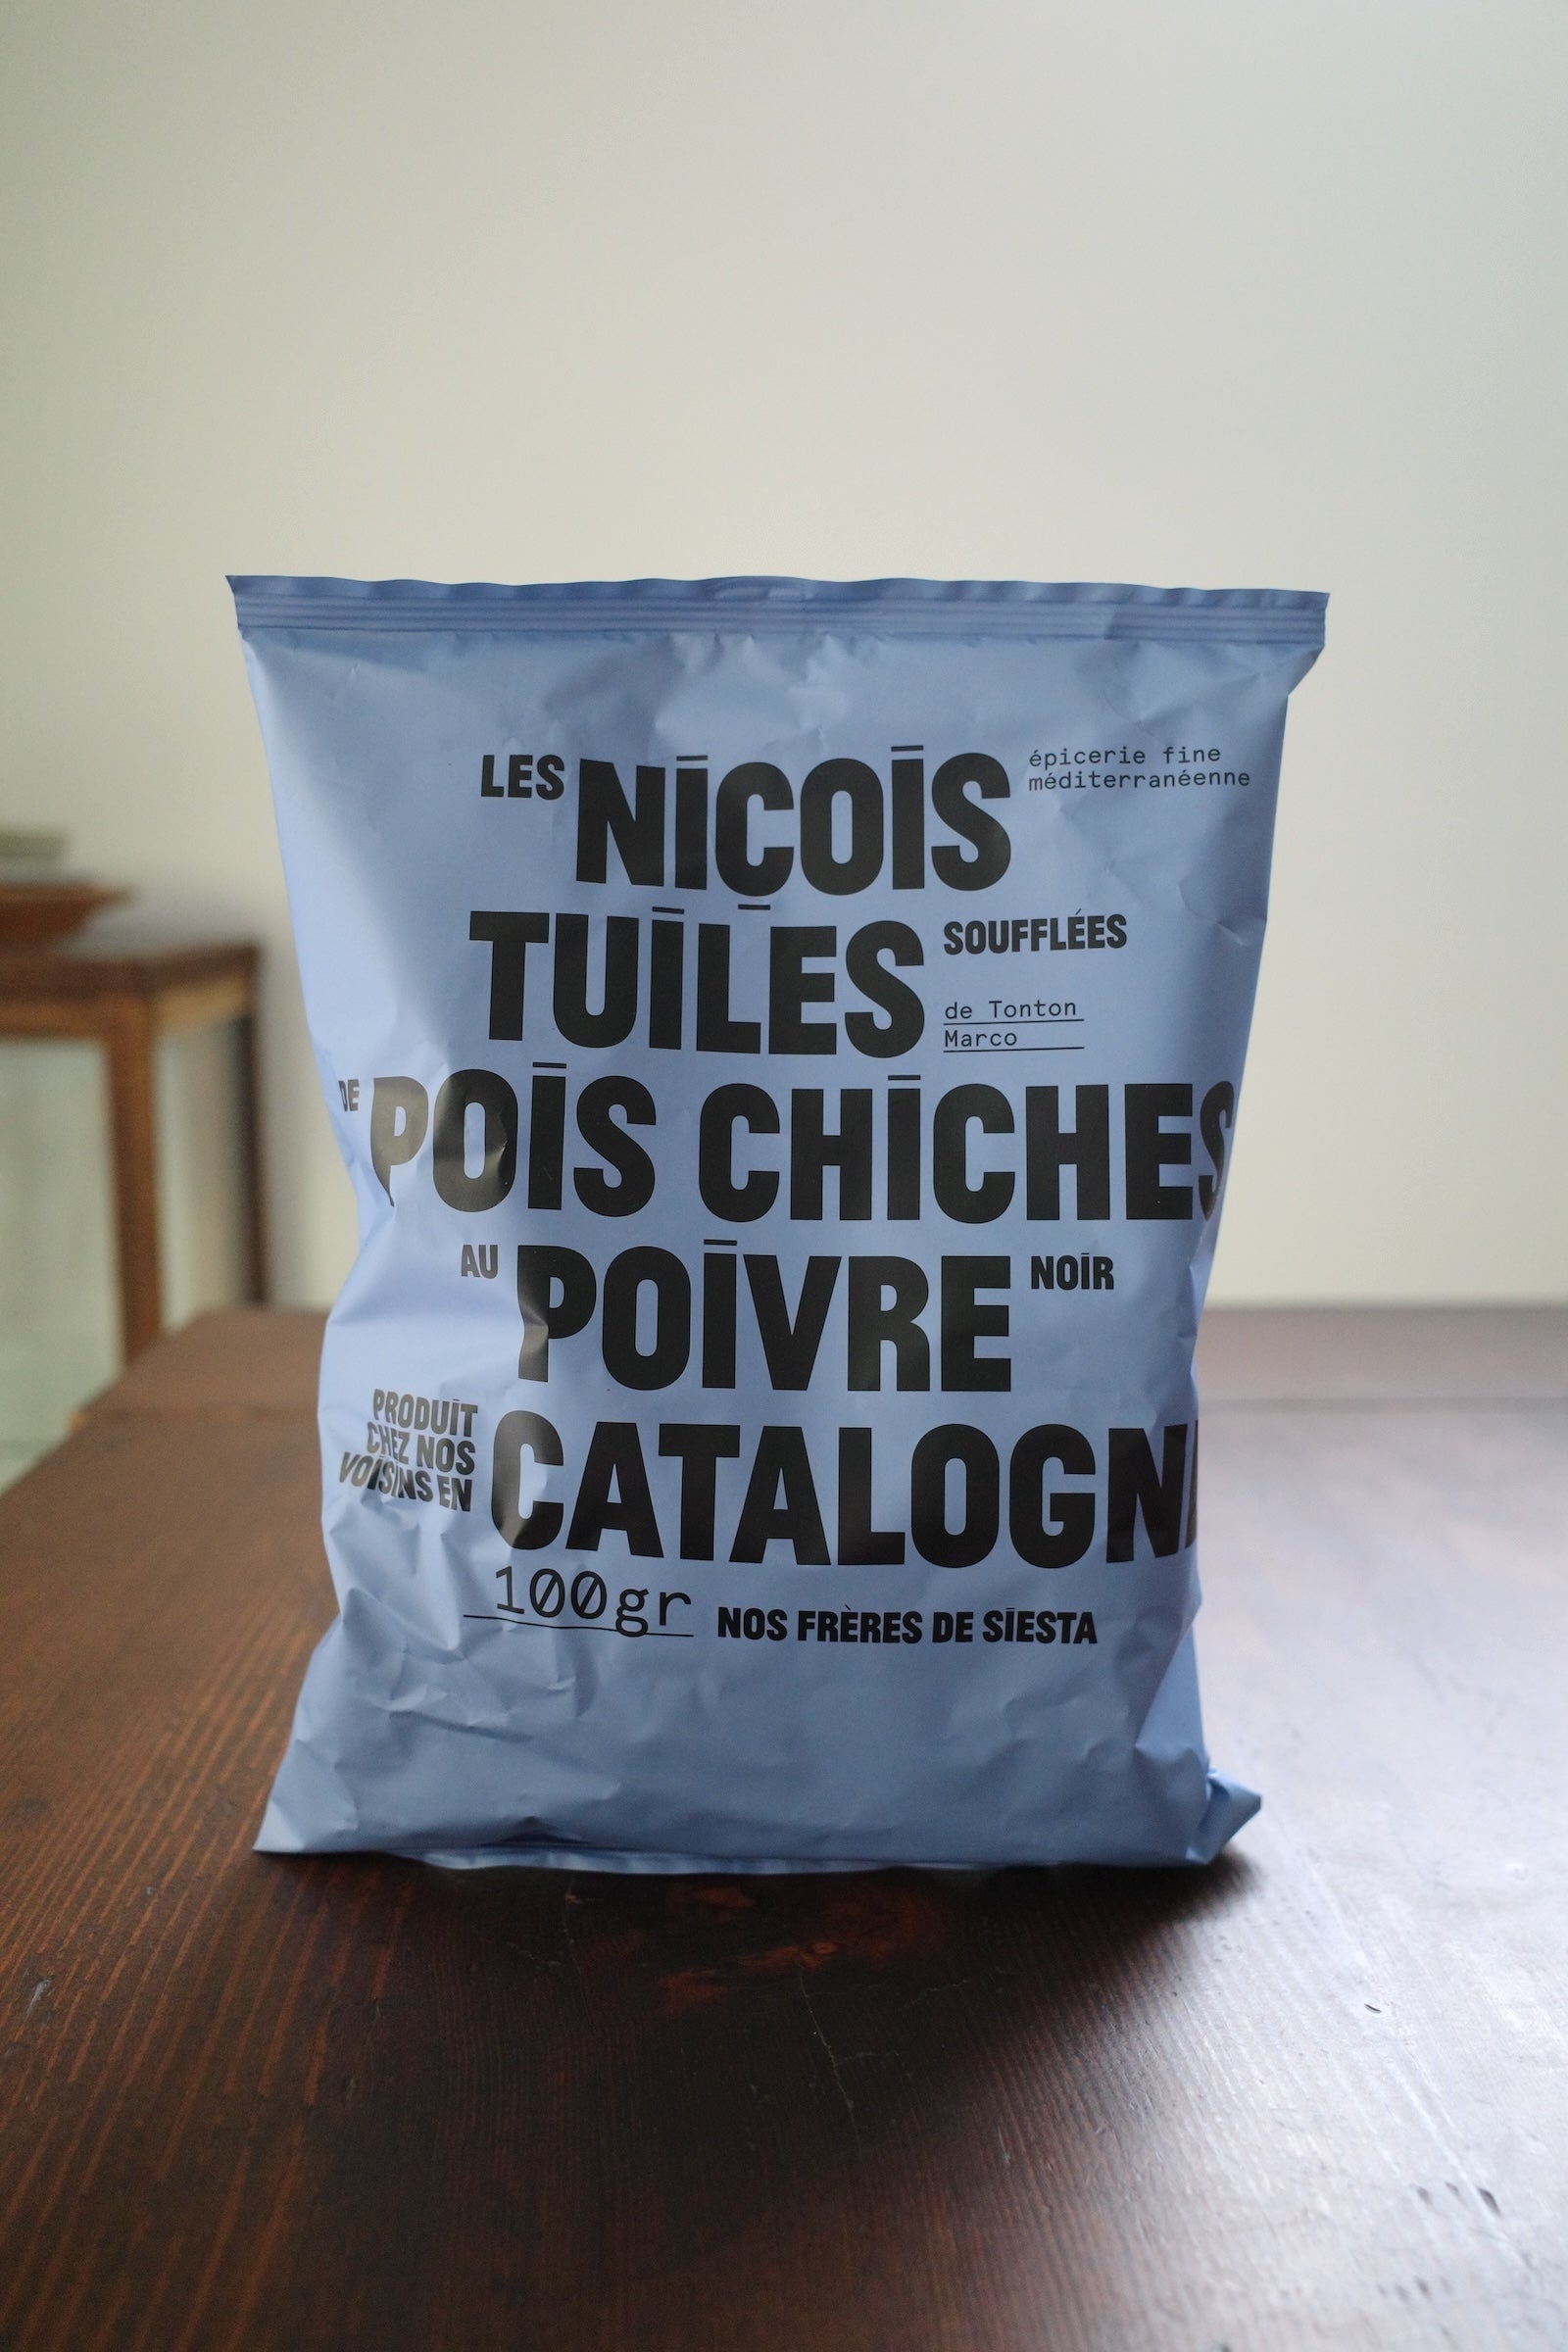 LES NIÇOIS épicerie fine
méditerranéenne
TUILES SOUFFLÉES
de Tonton
Marco
DE POIS CHICHES
AU POIVRE NOIR
PRODUIT
CHEZ NOS
VOISINS EN
CATALOGN
100gr NOS FRÈRES DE SIESTA